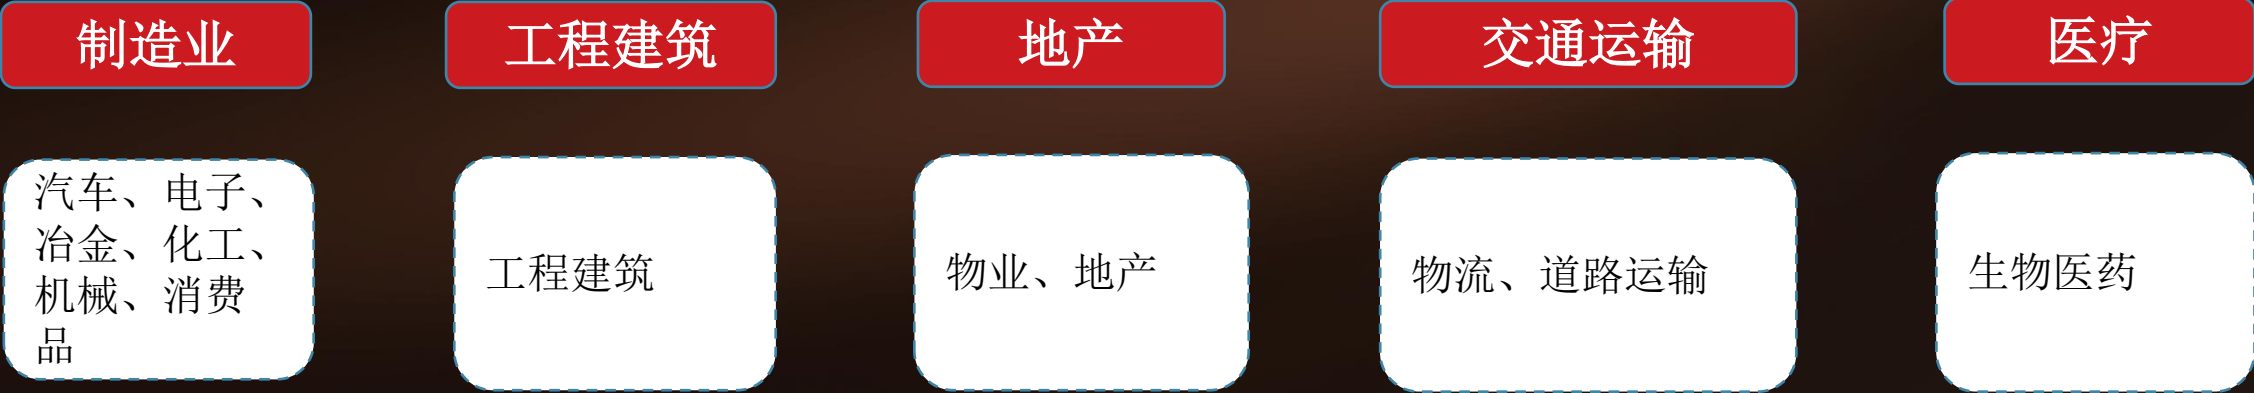 制造业
工程建筑
地产
交通运输
医疗
汽车、电子、
冶金、化工、
机械、消费
品
工程建筑
物业、地产
物流、道路运输
生物医药